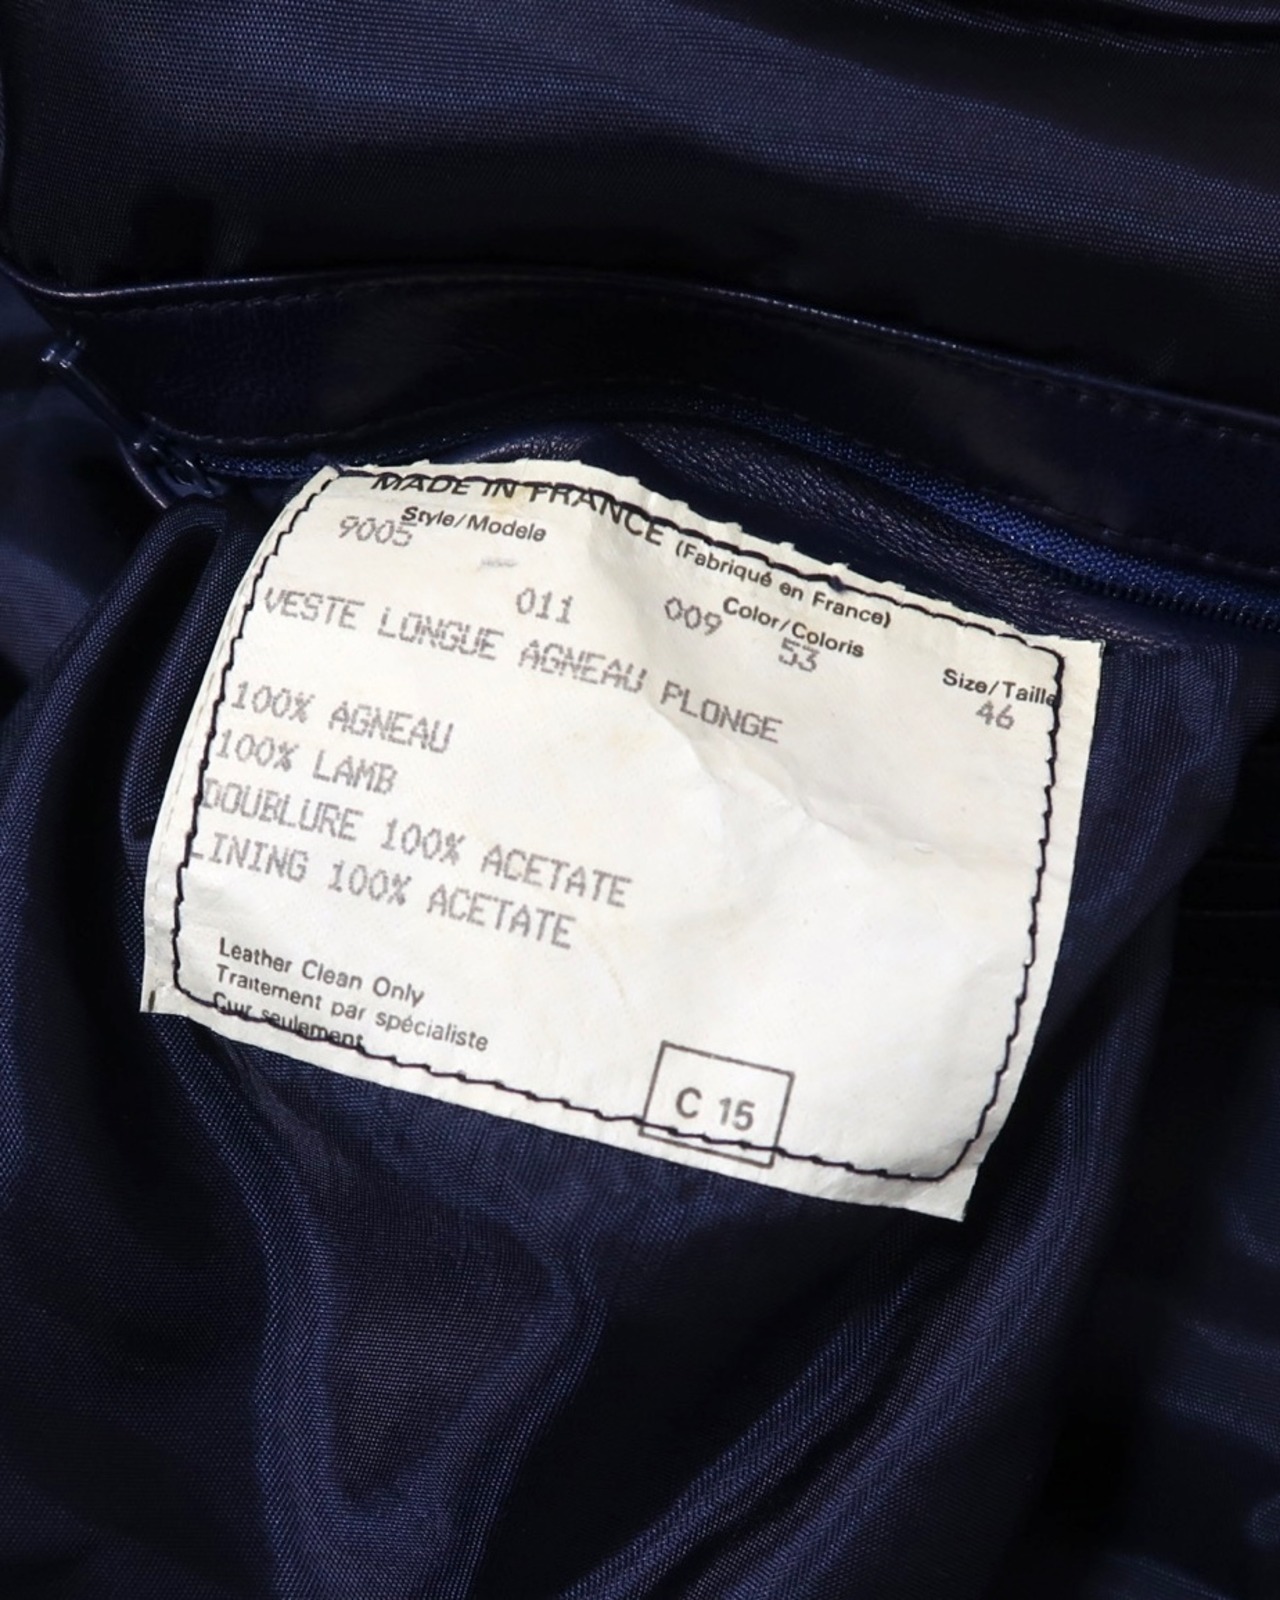 MADE IN FRANCE (Fabriqué en France)
Style/Modèle Color/Coloris Size/Taille
9005 011 009 53 46
VESTE LONGUE AGNEAU PLONGE
100% AGNEAU
100% LAMB
DOUBLURE 100% ACETATE
LINING 100% ACETATE
Leather Clean Only
Traitement par spécialiste
Cuir seulement
C 15